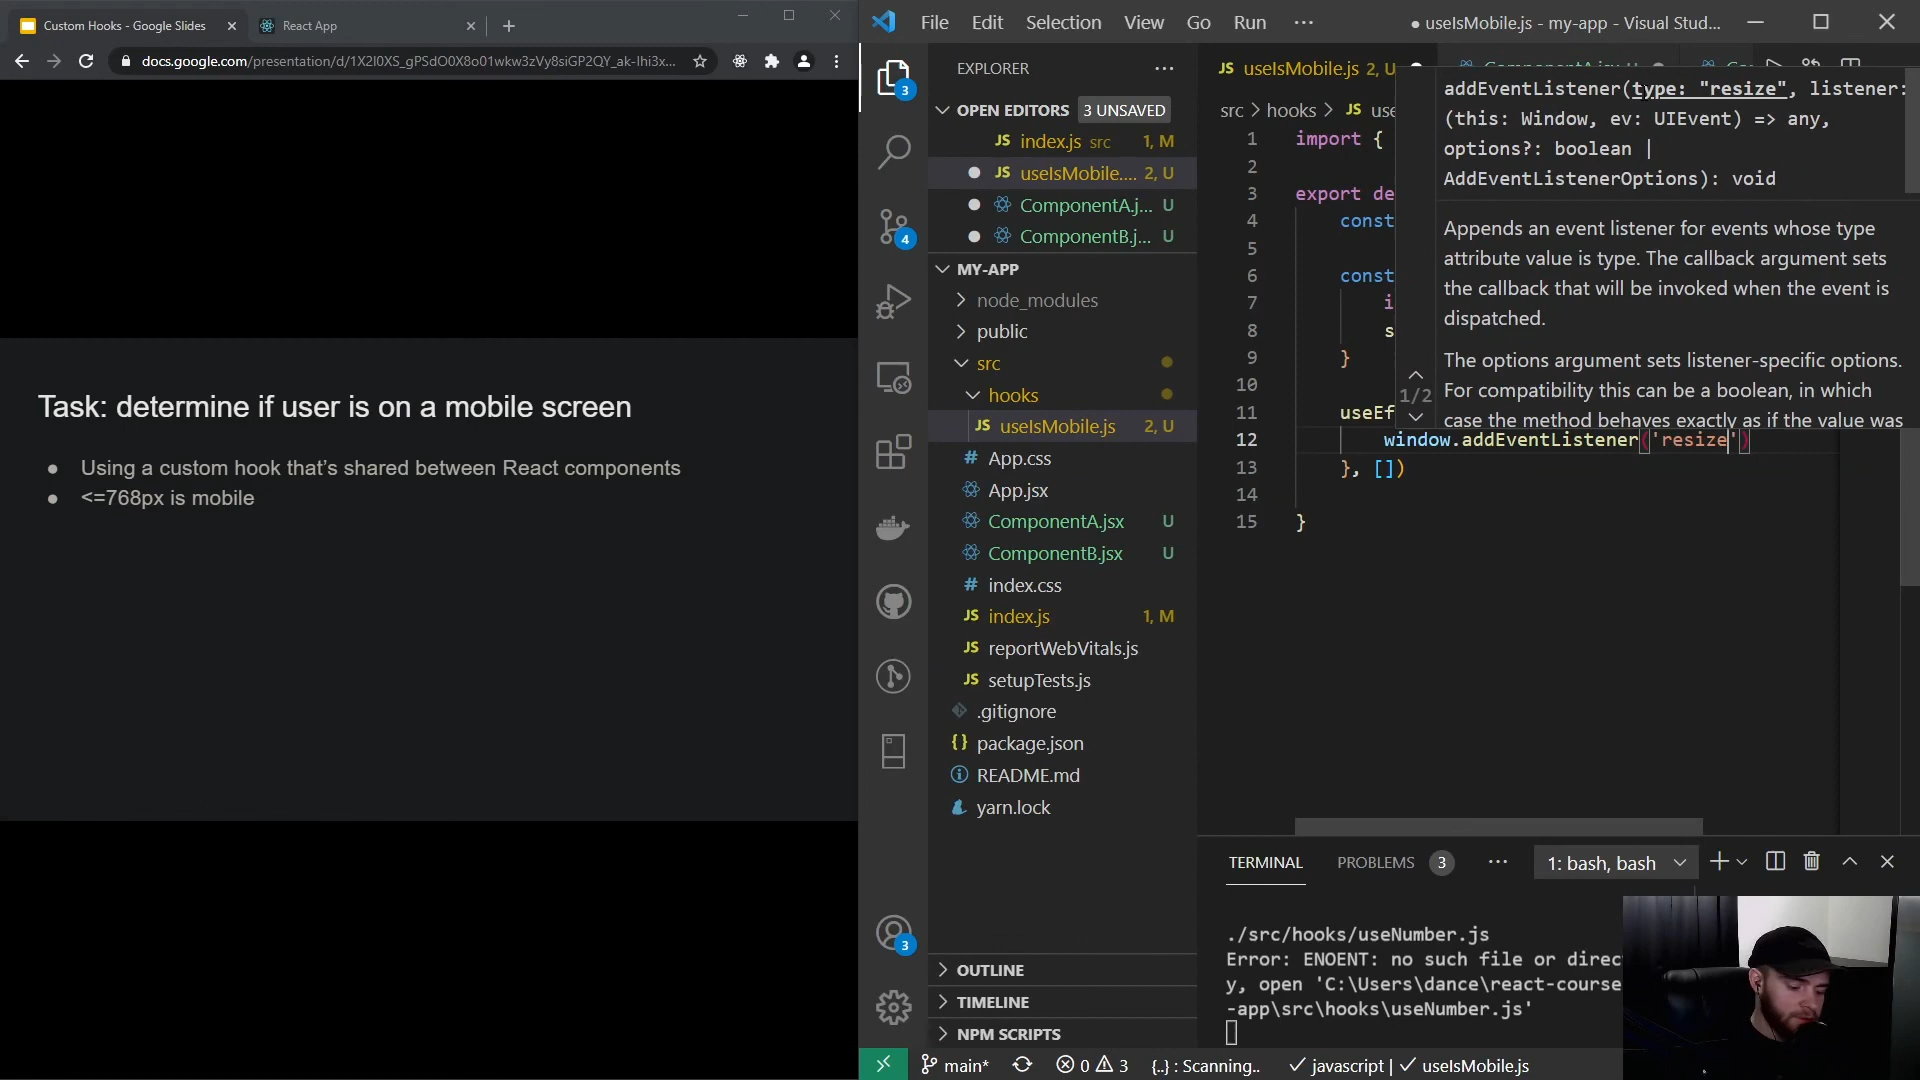 Custom Hooks - Google Slides
React App
docs.google.com/presentation/d/1X2I0XS_gPSdO0X8o01wkw3zVy8siGP2QY_ak-lhi3x...
Task: determine if user is on a mobile screen
Using a custom hook that's shared between React components
<=768px is mobile
File Edit Selection View Go Run ...
● useIsMobile.js - my-app - Visual Stud...
EXPLORER
OPEN EDITORS 3 UNSAVED
JS index.js src 1, M
JS useIsMobile.... 2, U
ComponentA.j... U
ComponentB.j... U
MY-APP
node_modules
public
src
hooks
JS useIsMobile.js 2, U
# App.css
App.jsx
ComponentA.jsx U
ComponentB.jsx U
# index.css
JS index.js 1, M
JS reportWebVitals.js
JS setupTests.js
.gitignore
{} package.json
README.md
yarn.lock
OUTLINE
TIMELINE
NPM SCRIPTS
3
4
3
JS useIsMobile.js 2, U
src > hooks > JS use
1 import {
2
3 export de
4 const
5
6 const
7 i
8 s
9 }
10
11 useEf
12 window.addEventListener('resize')
13 }, [])
14
15 }
addEventListener(type: "resize", listener:
(this: Window, ev: UIEvent) => any,
options?: boolean |
AddEventListenerOptions): void
Appends an event listener for events whose type
attribute value is type. The callback argument sets
the callback that will be invoked when the event is
dispatched.
The options argument sets listener-specific options.
For compatibility this can be a boolean, in which
case the method behaves exactly as if the value was
1/2
TERMINAL PROBLEMS 3 ... 1: bash, bash
./src/hooks/useNumber.js
Error: ENOENT: no such file or direc
y, open 'C:\Users\dance\react-course
-app\src\hooks\useNumber.js'
main* 0 3 {..} : Scanning.. ✓ javascript | ✓ useIsMobile.js